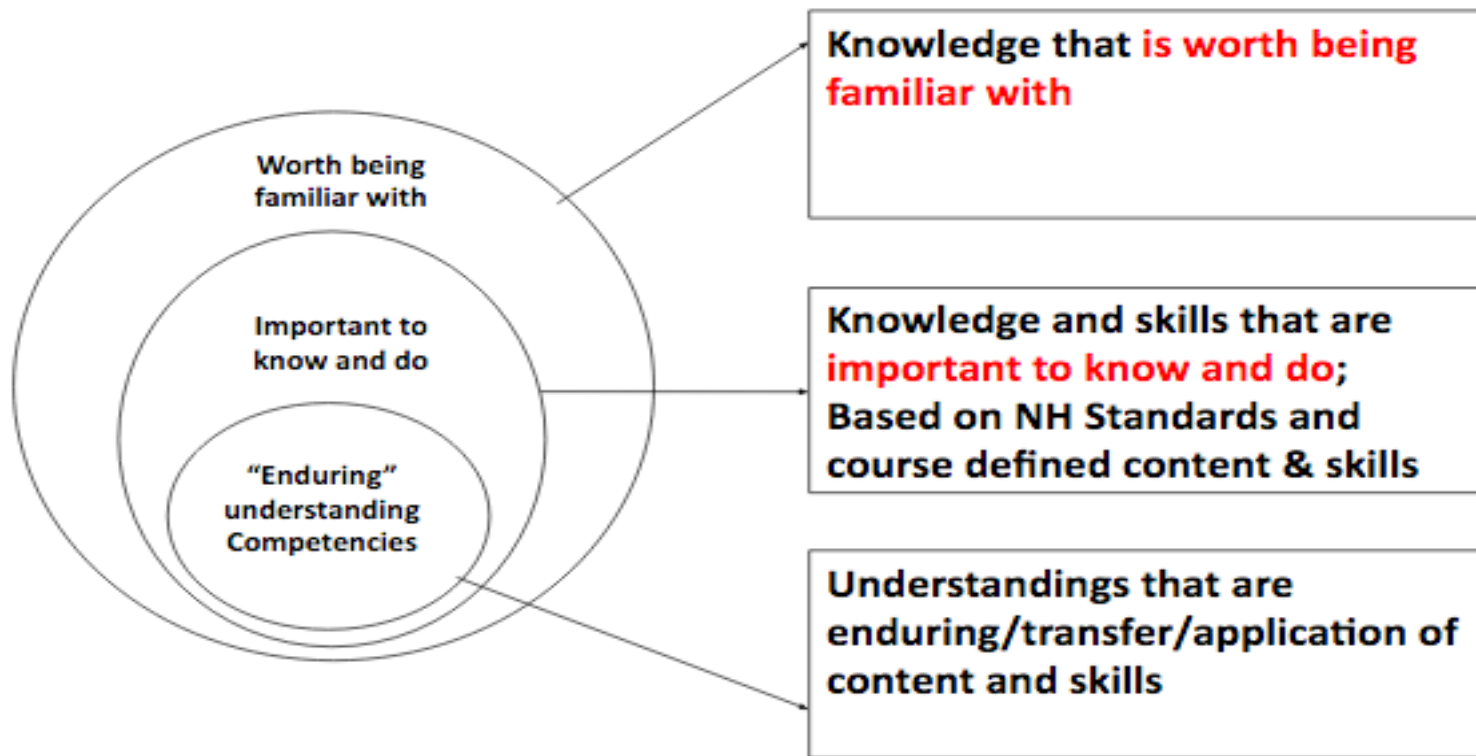 Worth being
familiar with
Important to
know and do
“Enduring”
understanding
Competencies
Knowledge that is worth being
familiar with
Knowledge and skills that are
important to know and do;
Based on NH Standards and
course defined content & skills
Understandings that are
enduring/transfer/application of
content and skills